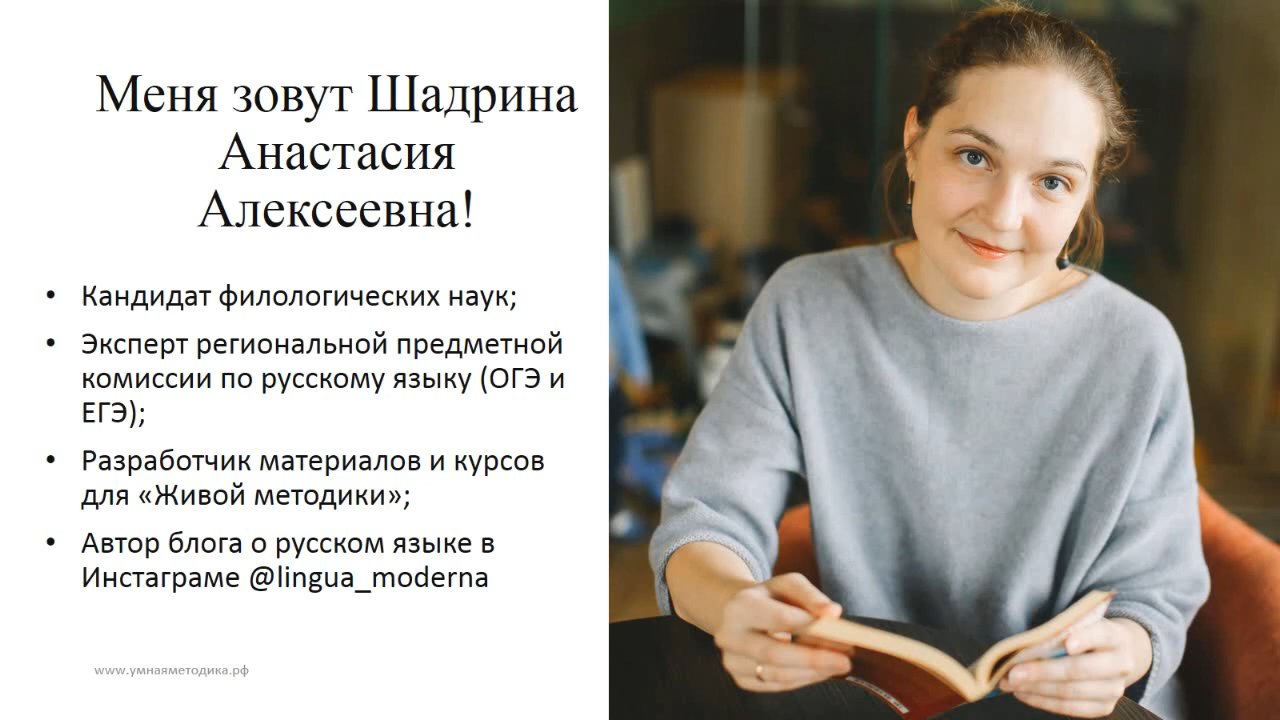 Меня зовут Шадрина
Анастасия
Алексеевна!
• Кандидат филологических наук;
• Эксперт региональной предметной
комиссии по русскому языку (ОГЭ и
ЕГЭ);
• Разработчик материалов и курсов
для «Живой методики»;
• Автор блога о русском языке в
Инстаграме @lingua_moderna
www.умнаяметодика.рф